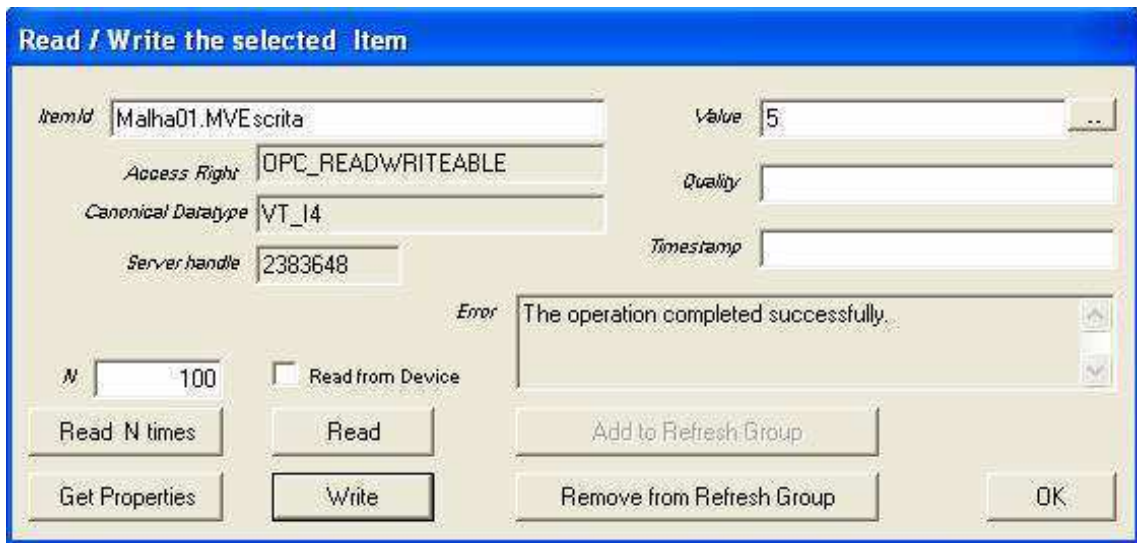 Read / Write the selected Item
ItemId Malha01.MVEscrita
Value 5 ..
Access Right OPC_READWRITEABLE
Quality
Canonical Datatype VT_I4
Timestamp
Server handle 2383648
Error The operation completed successfully.
N 100
Read from Device
Read N times
Read
Add to Refresh Group
Get Properties
Write
Remove from Refresh Group
OK